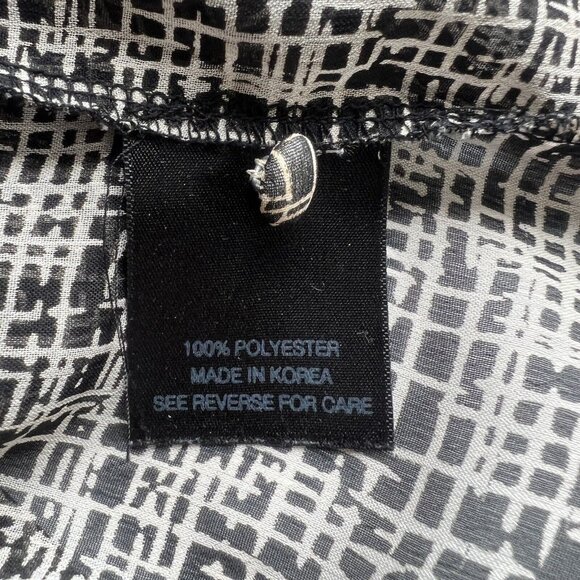 100% POLYESTER
MADE IN KOREA
SEE REVERSE FOR CARE